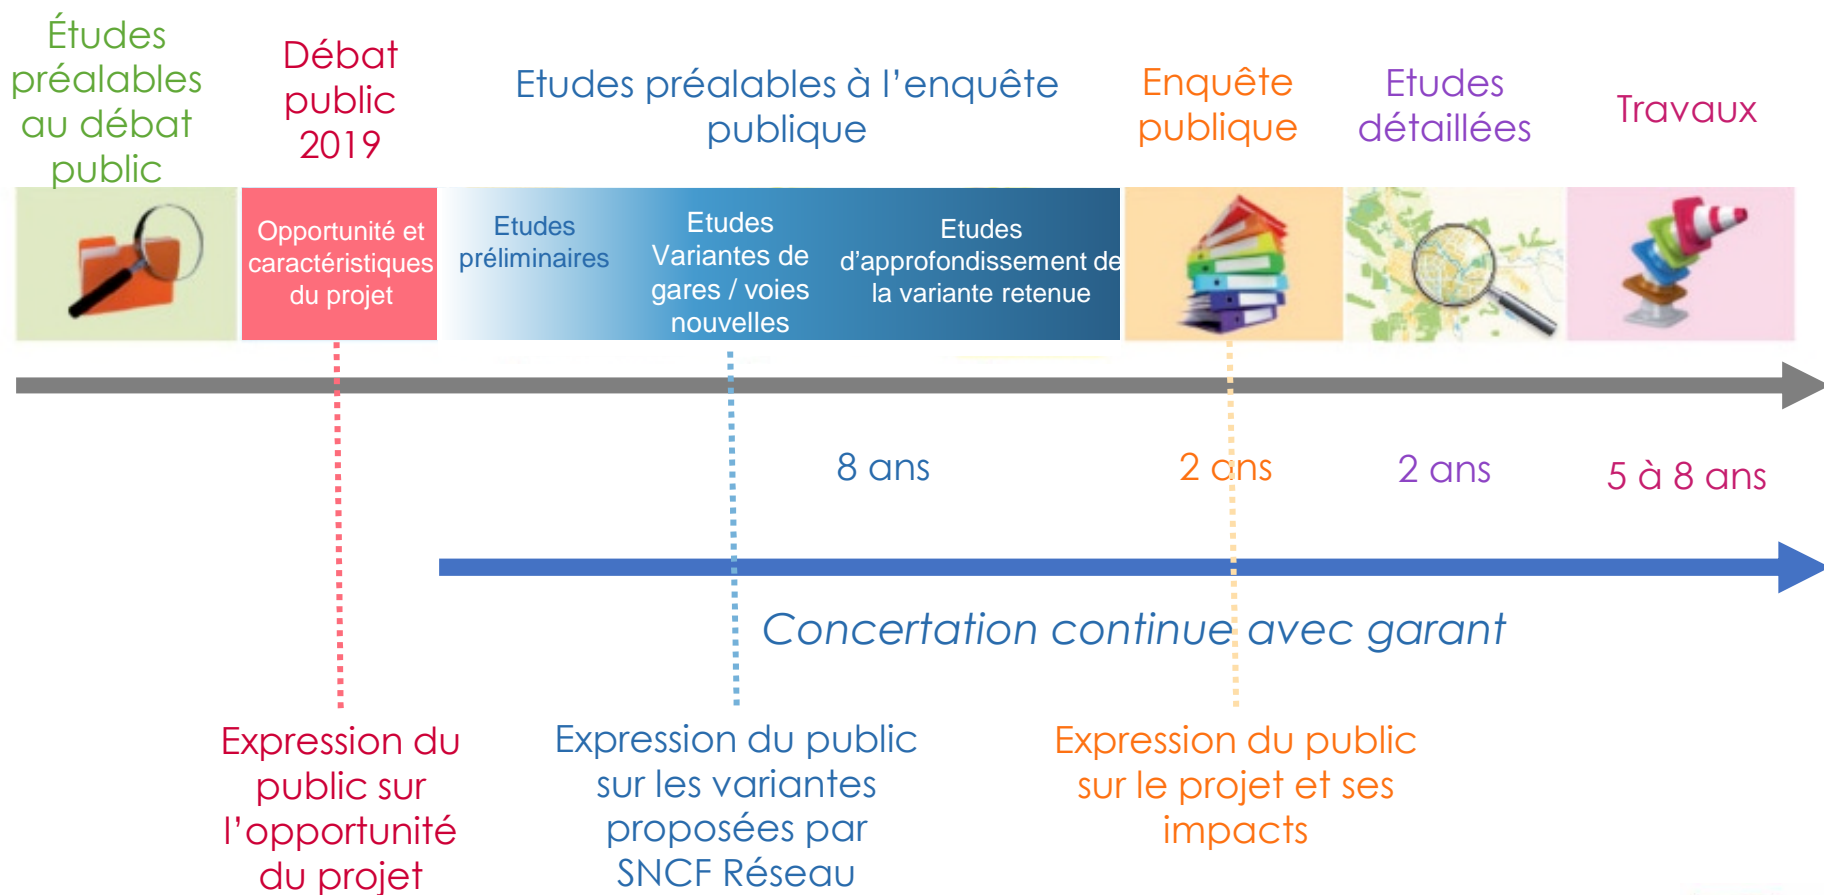 Études
préalables
au débat
public
Débat
public
2019
Etudes préalables à l’enquête
publique
Enquête
publique
Etudes
détaillées
Travaux
Opportunité et
caractéristiques
du projet
Etudes
préliminaires
Etudes
Variantes de
gares / voies
nouvelles
Etudes
d’approfondissement de
la variante retenue
8 ans
2 ans
2 ans
5 à 8 ans
Concertation continue avec garant
Expression du
public sur
l’opportunité
du projet
Expression du public
sur les variantes
proposées par
SNCF Réseau
Expression du public
sur le projet et ses
impacts